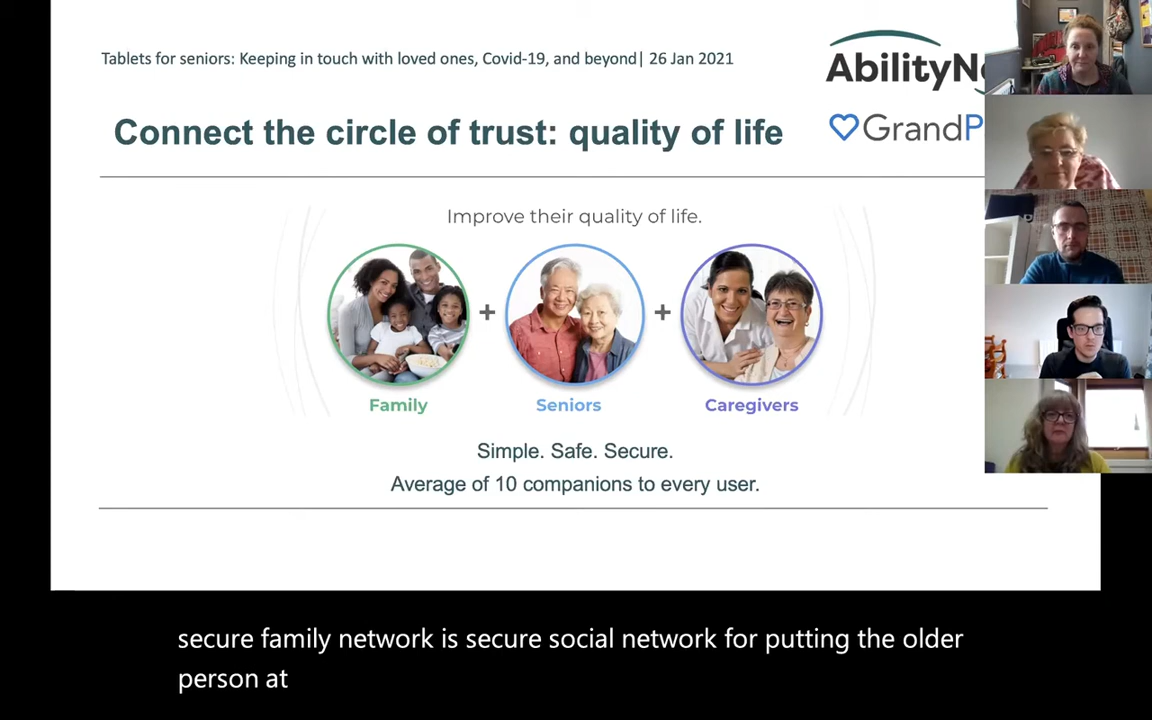 Tablets for seniors: Keeping in touch with loved ones, Covid-19, and beyond| 26 Jan 2021
AbilityN
GrandP
Connect the circle of trust: quality of life
Improve their quality of life.
+ +
Family Seniors Caregivers
Simple. Safe. Secure.
Average of 10 companions to every user.
secure family network is secure social network for putting the older
person at